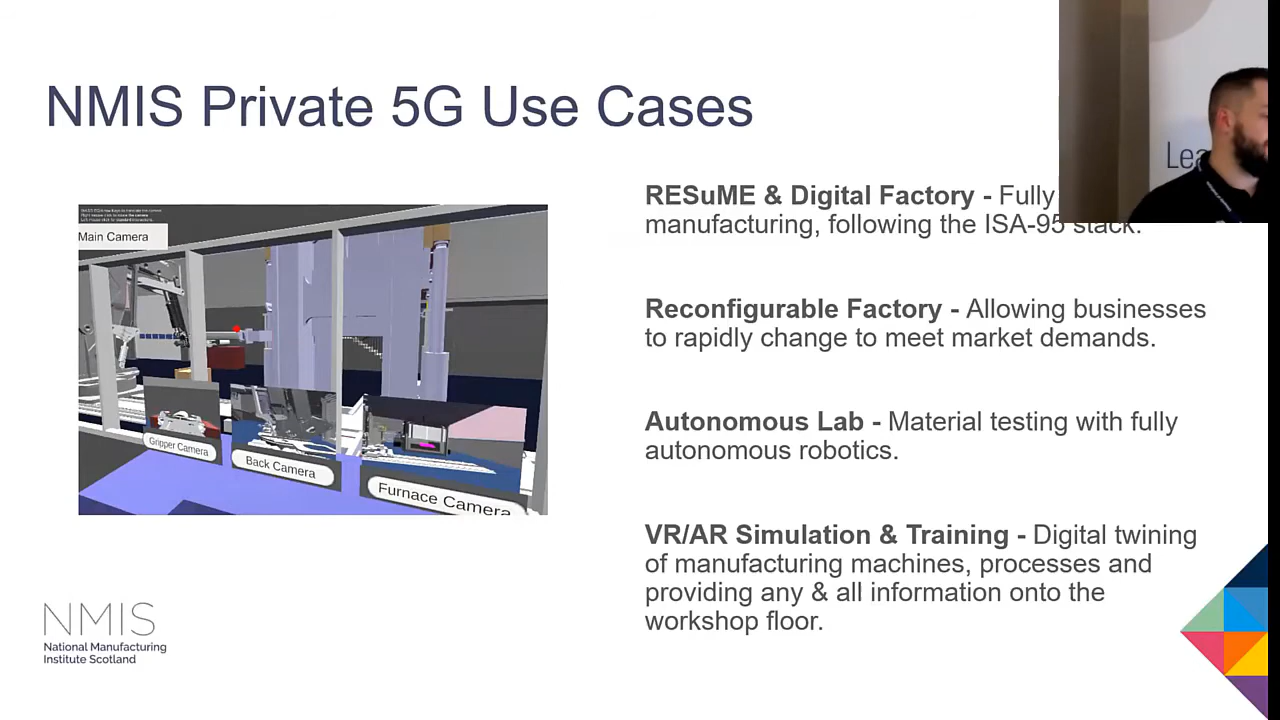 NMIS Private 5G Use Cases
Lea
RESuME & Digital Factory - Fully
manufacturing, following the ISA-95 stack.
Main Camera
Reconfigurable Factory - Allowing businesses
to rapidly change to meet market demands.
Autonomous Lab - Material testing with fully
autonomous robotics.
Gripper Camera
Back Camera
Furnace Camera
VR/AR Simulation & Training - Digital twining
of manufacturing machines, processes and
providing any & all information onto the
workshop floor.
NMIS
National Manufacturing
Institute Scotland